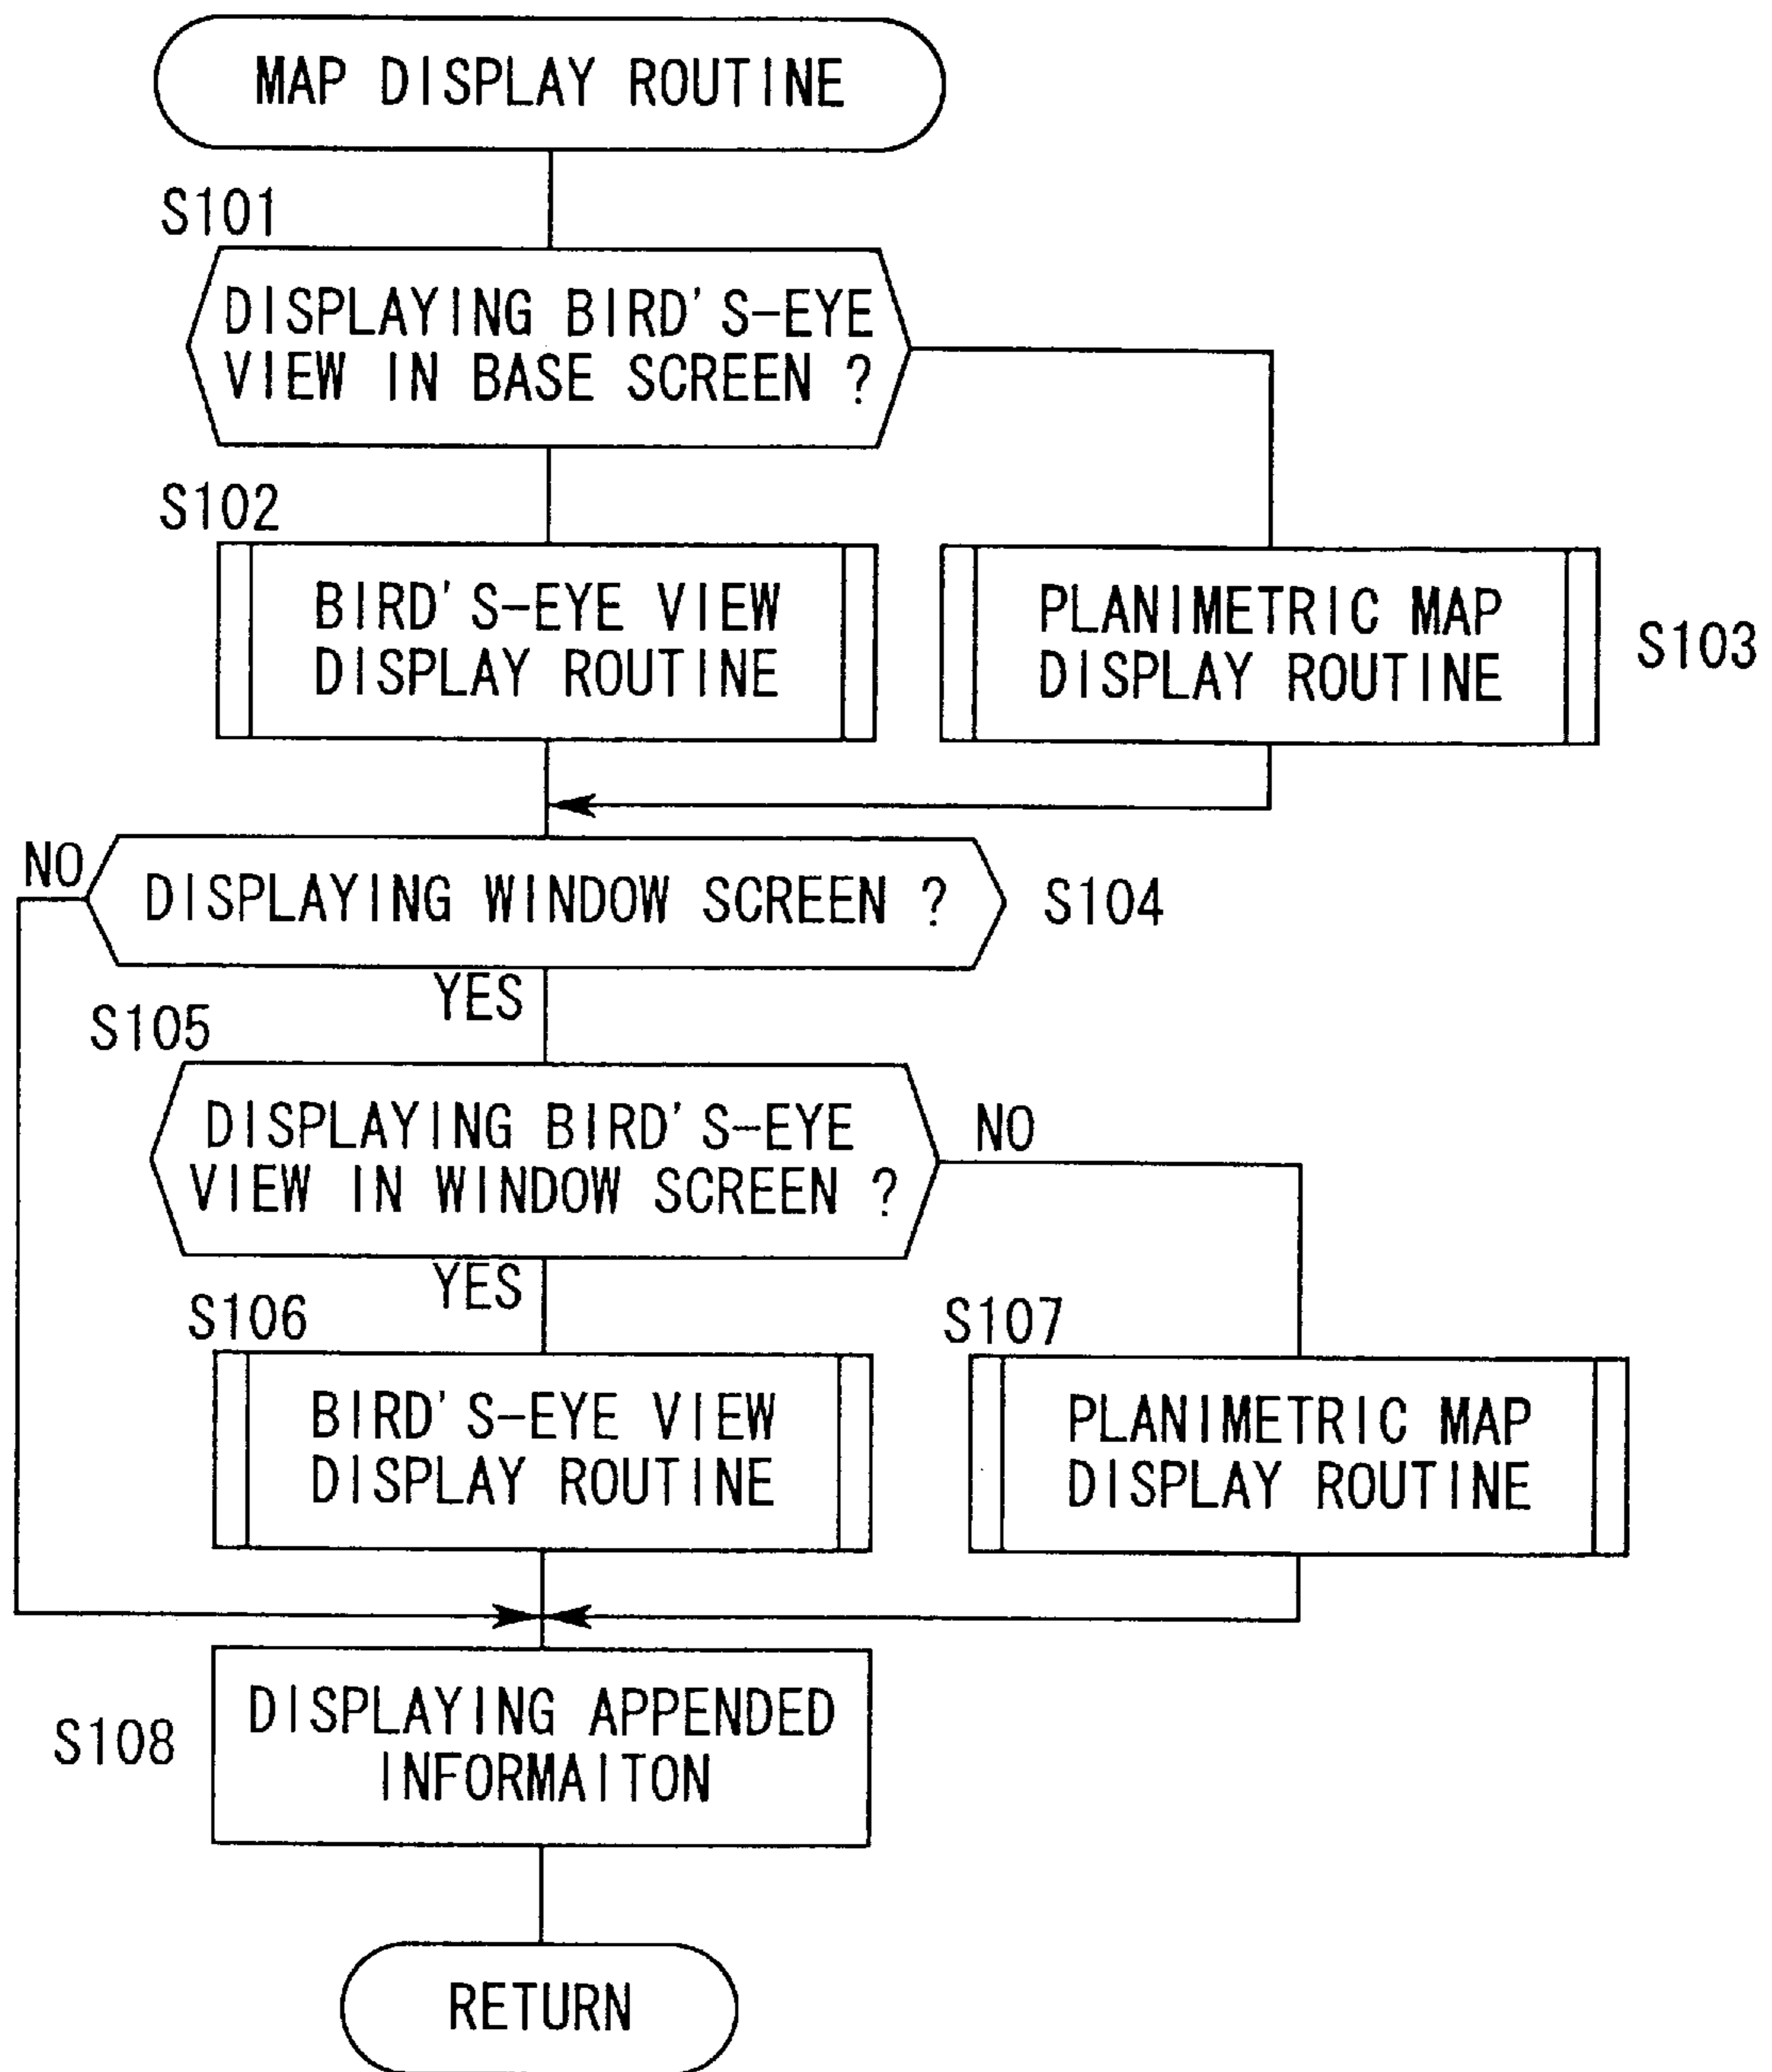 MAP DISPLAY ROUTINE
S101
DISPLAYING BIRD'S-EYE
VIEW IN BASE SCREEN ?
S102
BIRD'S-EYE VIEW
DISPLAY ROUTINE
PLANIMETRIC MAP
DISPLAY ROUTINE
S103
NO
DISPLAYING WINDOW SCREEN ?
S104
YES
S105
DISPLAYING BIRD'S-EYE
VIEW IN WINDOW SCREEN ?
NO
YES
S106
BIRD'S-EYE VIEW
DISPLAY ROUTINE
S107
PLANIMETRIC MAP
DISPLAY ROUTINE
S108
DISPLAYING APPENDED
INFORMAITON
RETURN